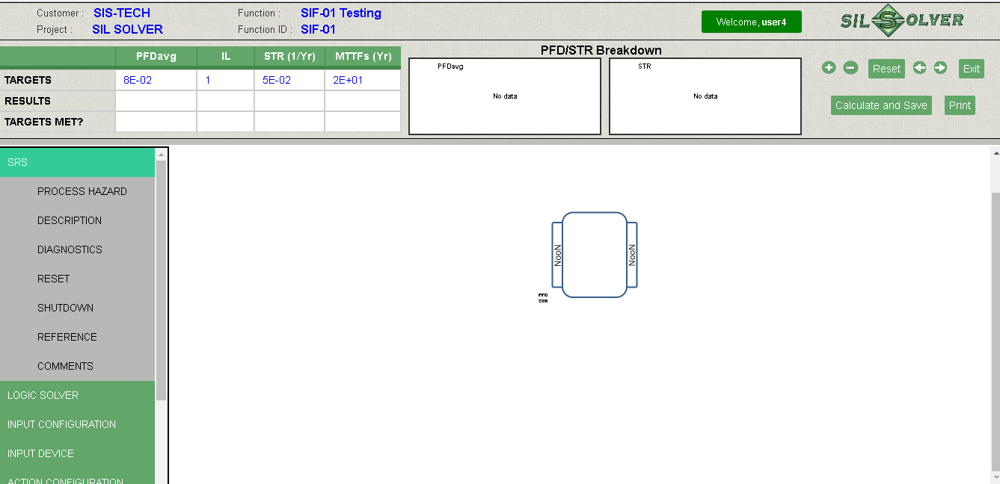 Customer : SIS-TECH Function : SIF-01 Testing
Project : SIL SOLVER Function ID : SIF-01
Welcome, user4
SIL SOLVER
PFDavg IL STR (1/Yr) MTTFs (Yr)
TARGETS 8E-02 1 5E-02 2E+01
RESULTS
TARGETS MET?
PFD/STR Breakdown
PFDavg
No data
STR
No data
Reset Exit
Calculate and Save Print
SRS
PROCESS HAZARD
DESCRIPTION
DIAGNOSTICS
RESET
SHUTDOWN
REFERENCE
COMMENTS
LOGIC SOLVER
INPUT CONFIGURATION
INPUT DEVICE
ACTION CONFIGURATION
NooN
NooN
PFD
STR